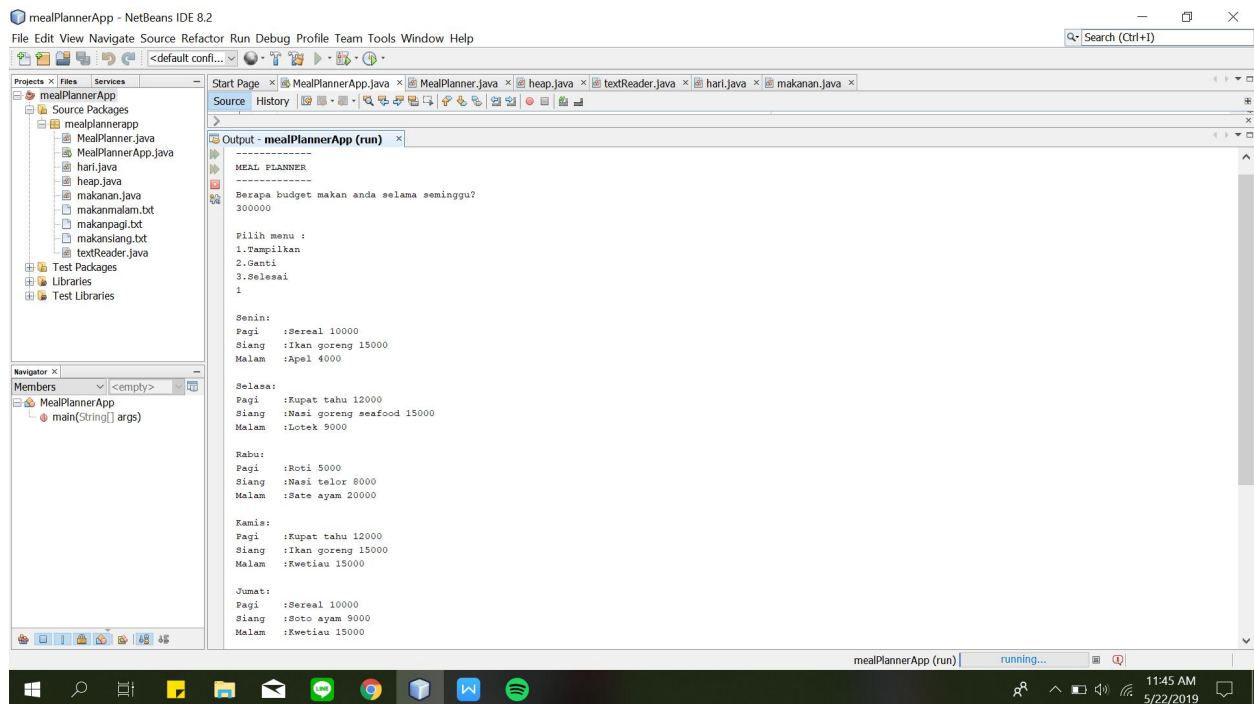 mealPlannerApp - NetBeans IDE 8.2
File Edit View Navigate Source Refactor Run Debug Profile Team Tools Window Help
Search (Ctrl+I)
<default confi...
Projects Files Services
mealPlannerApp
Source Packages
mealplannerapp
MealPlanner.java
MealPlannerApp.java
hari.java
heap.java
makanan.java
makanmalam.txt
makanpagi.txt
makansiang.txt
textReader.java
Test Packages
Libraries
Test Libraries
Navigator
Members <empty>
MealPlannerApp
main(String[] args)
Start Page MealPlannerApp.java MealPlanner.java heap.java textReader.java hari.java makanan.java
Source History
Output - mealPlannerApp (run)
-------------
MEAL PLANNER
-------------
Berapa budget makan anda selama seminggu?
300000
Pilih menu :
1.Tampilkan
2.Ganti
3.Selesai
1
Senin:
Pagi :Sereal 10000
Siang :Ikan goreng 15000
Malam :Apel 4000
Selasa:
Pagi :Kupat tahu 12000
Siang :Nasi goreng seafood 15000
Malam :Lotek 9000
Rabu:
Pagi :Roti 5000
Siang :Nasi telor 8000
Malam :Sate ayam 20000
Kamis:
Pagi :Kupat tahu 12000
Siang :Ikan goreng 15000
Malam :Kwetiau 15000
Jumat:
Pagi :Sereal 10000
Siang :Soto ayam 9000
Malam :Kwetiau 15000
mealPlannerApp (run) running...
LINE
11:45 AM
5/22/2019